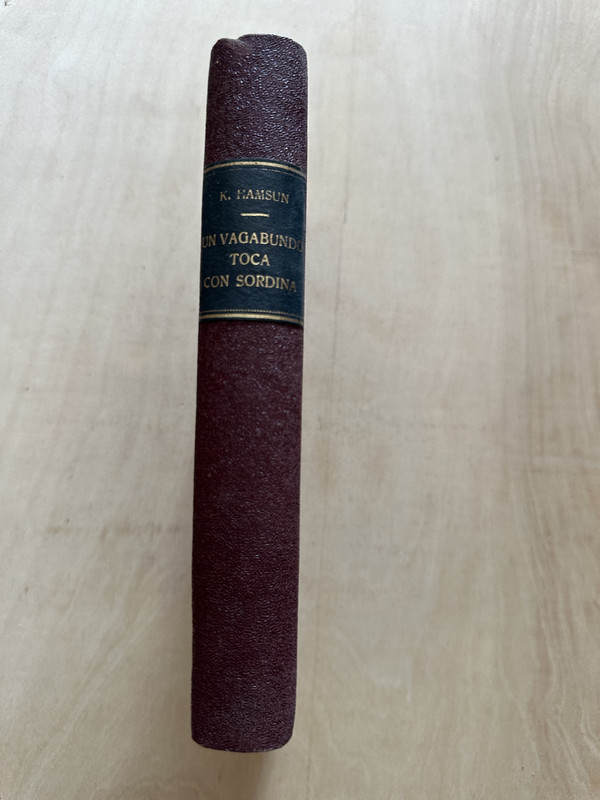 K. HAMSUN
UN VAGABUNDO
TOCA
CON SORDINA